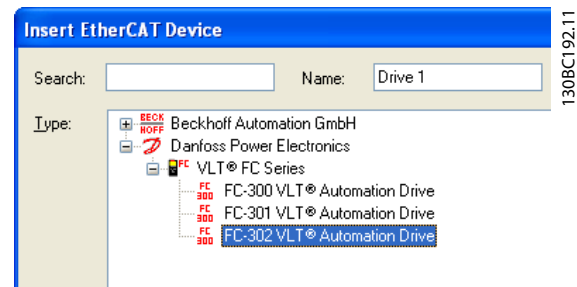 Insert EtherCAT Device
Search:
Name: Drive 1
Type:
BECK HOFF Beckhoff Automation GmbH
Danfoss Power Electronics
FC VLT® FC Series
FC 300 FC-300 VLT® Automation Drive
FC 300 FC-301 VLT® Automation Drive
FC 300 FC-302 VLT® Automation Drive
130BC192.11